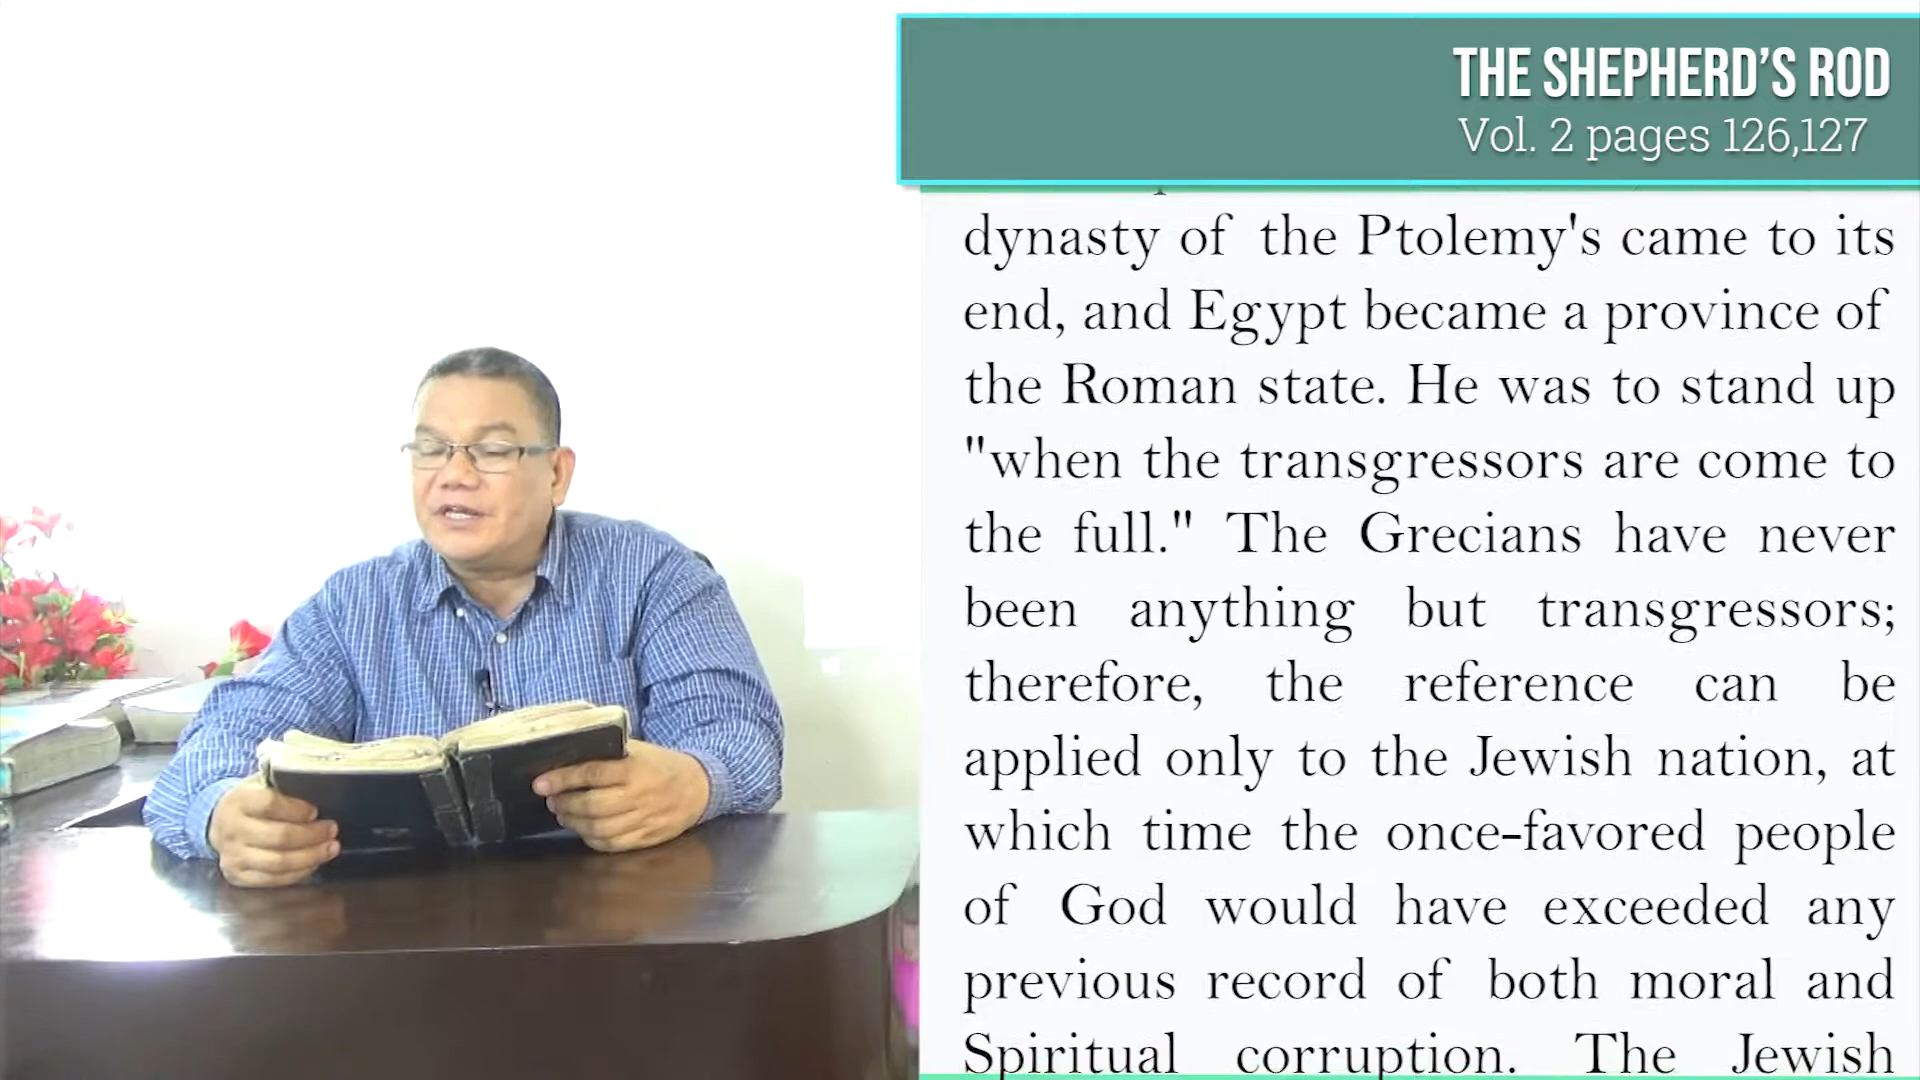 THE SHEPHERD'S ROD
Vol. 2 pages 126,127
dynasty of the Ptolemy's came to its
end, and Egypt became a province of
the Roman state. He was to stand up
"when the transgressors are come to
the full." The Grecians have never
been anything but transgressors;
therefore, the reference can be
applied only to the Jewish nation, at
which time the once-favored people
of God would have exceeded any
previous record of both moral and
Spiritual corruption. The Jewish